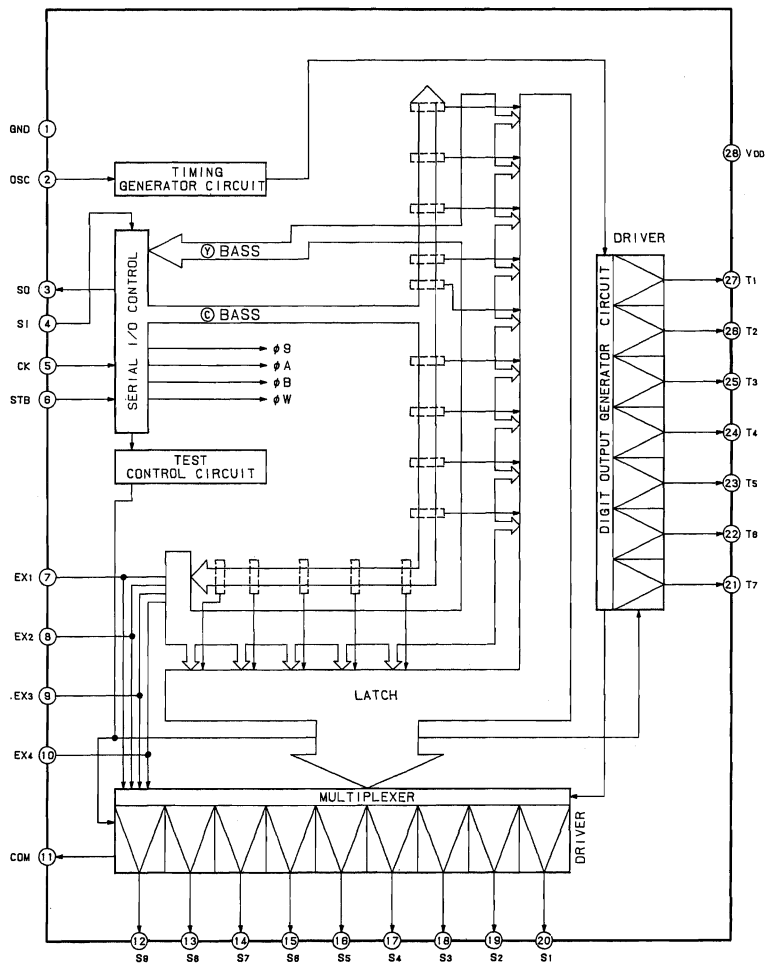 GND 1
OSC 2
TIMING
GENERATOR CIRCUIT
28 VDD
DRIVER
Y BASS
SERIAL I/O CONTROL
SO 3
SI 4
C BASS
CK 5
STB 6
φ9
φA
φB
φW
TEST
CONTROL CIRCUIT
DIGIT OUTPUT GENERATOR CIRCUIT
27 T1
28 T2
25 T3
24 T4
23 T5
22 T6
21 T7
EX1 7
EX2 8
.EX3 9
EX4 10
LATCH
MULTIPLEXER
DRIVER
COM 11
12 13 14 15 16 17 18 19 20
S9 S8 S7 S6 S5 S4 S3 S2 S1